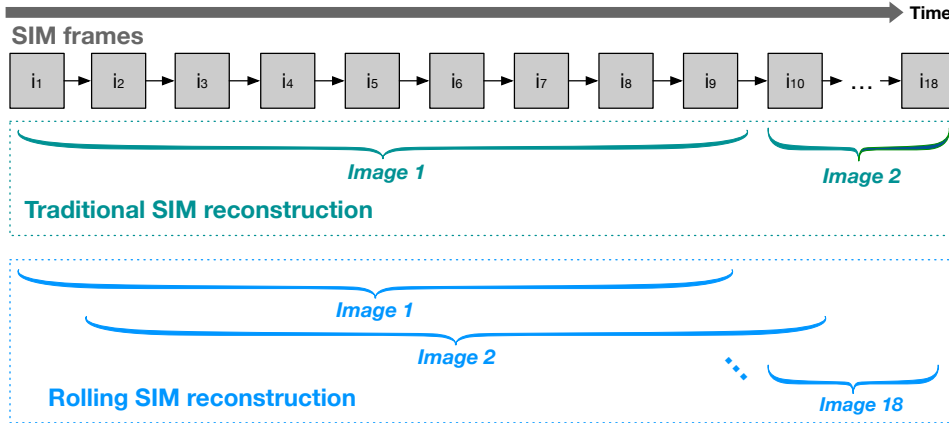 Time
SIM frames
i1 i2 i3 i4 i5 i6 i7 i8 i9 i10 ... i18
Image 1 Image 2
Traditional SIM reconstruction
Image 1
Image 2
Rolling SIM reconstruction
Image 18